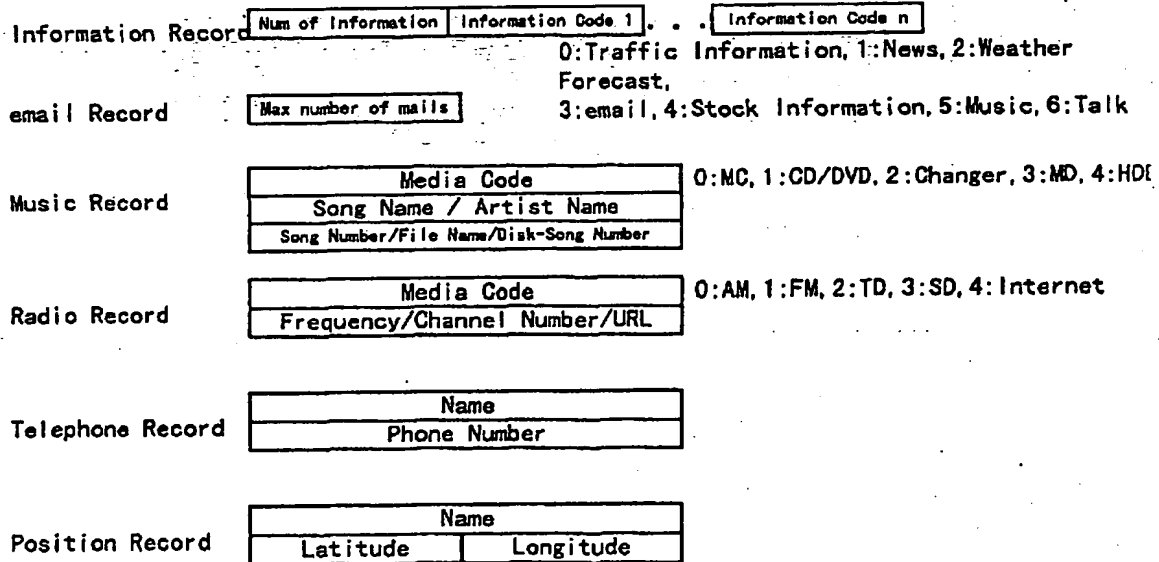 Information Record Num of Information Information Code 1 . . . Information Code n
0:Traffic Information, 1:News, 2:Weather
Forecast,
email Record Max number of mails 3:email, 4:Stock Information, 5:Music, 6:Talk
Media Code 0:MC, 1:CD/DVD, 2:Changer, 3:MD, 4:HD
Music Record Song Name / Artist Name
Song Number/File Name/Disk-Song Number
Media Code 0:AM, 1:FM, 2:TD, 3:SD, 4:Internet
Radio Record Frequency/Channel Number/URL
Name
Telephone Record Phone Number
Name
Position Record Latitude Longitude